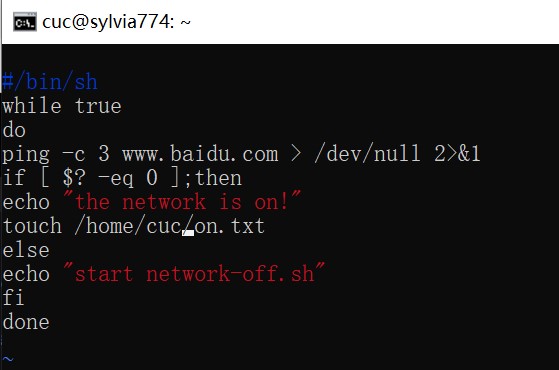 cuc@sylvia774: ~
#/bin/sh
while true
do
ping -c 3 www.baidu.com > /dev/null 2>&1
if [ $? -eq 0 ];then
echo "the network is on!"
touch /home/cuc/on.txt
else
echo "start network-off.sh"
fi
done
~